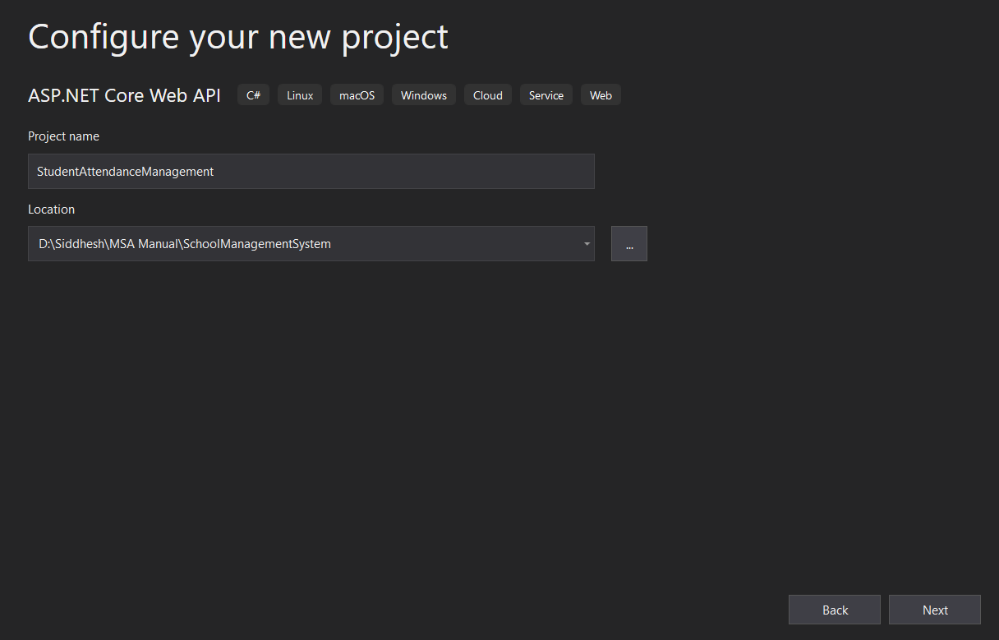 Configure your new project
ASP.NET Core Web API C# Linux macOS Windows Cloud Service Web
Project name
StudentAttendanceManagement
Location
D:\Siddhesh\MSA Manual\SchoolManagementSystem
...
Back Next